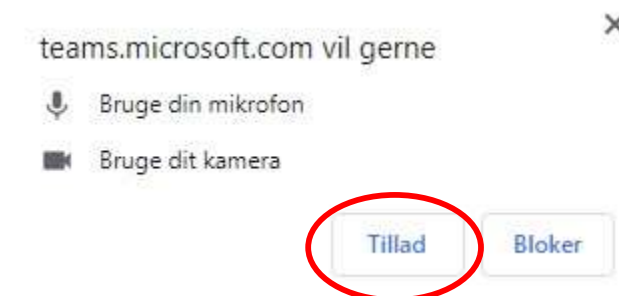 teams.microsoft.com vil gerne
Bruge din mikrofon
Bruge dit kamera
Tillad Bloker